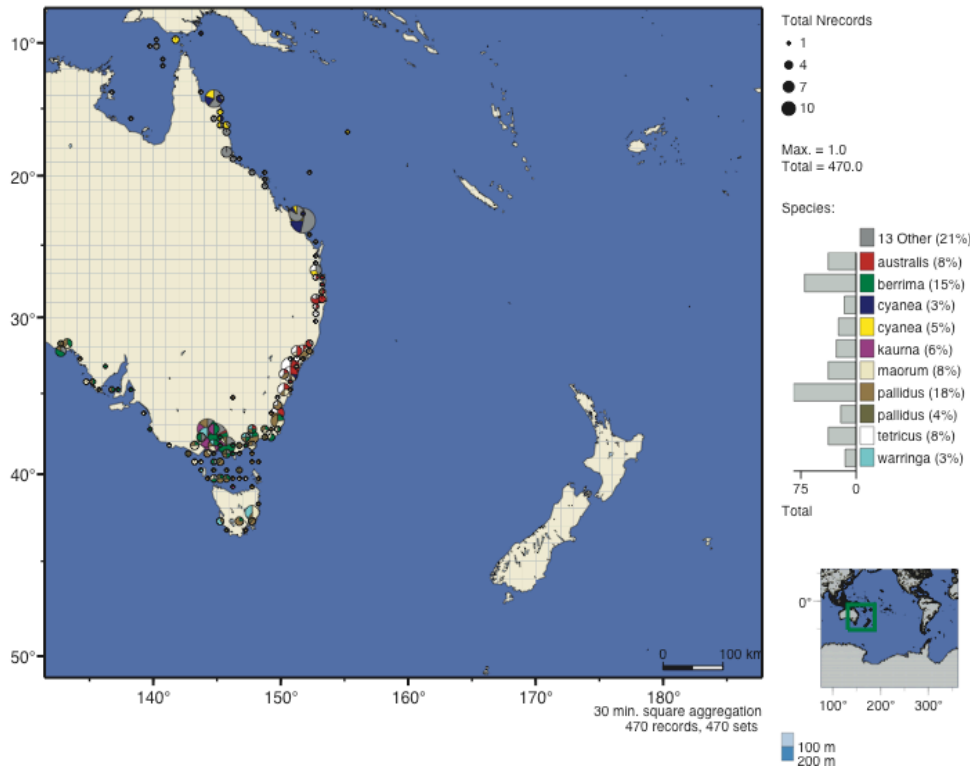 10°
20°
30°
40°
50°
140°
150°
160°
170°
180°
0 100 km
30 min. square aggregation
470 records, 470 sets
Total Nrecords
1
4
7
10
Max. = 1.0
Total = 470.0
Species:
13 Other (21%)
australis (8%)
berrima (15%)
cyanea (3%)
cyanea (5%)
kaurna (6%)
maorum (8%)
pallidus (18%)
pallidus (4%)
tetricus (8%)
warringa (3%)
75 0
Total
0°
100° 200° 300°
100 m
200 m